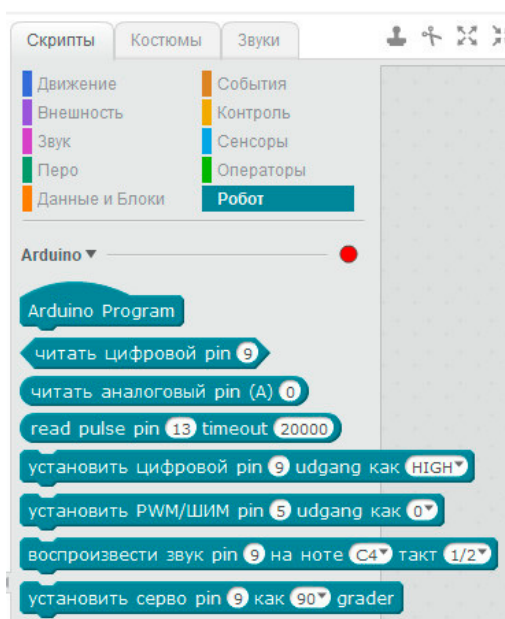 Скрипты Костюмы Звуки
Движение События
Внешность Контроль
Звук Сенсоры
Перо Операторы
Данные и Блоки Робот
Arduino
Arduino Program
читать цифровой pin 9
читать аналоговый pin (A) 0
read pulse pin 13 timeout 20000
установить цифровой pin 9 udgang как HIGH
установить PWM/ШИМ pin 5 udgang как 0
воспроизвести звук pin 9 на ноте C4 такт 1/2
установить серво pin 9 как 90 grader